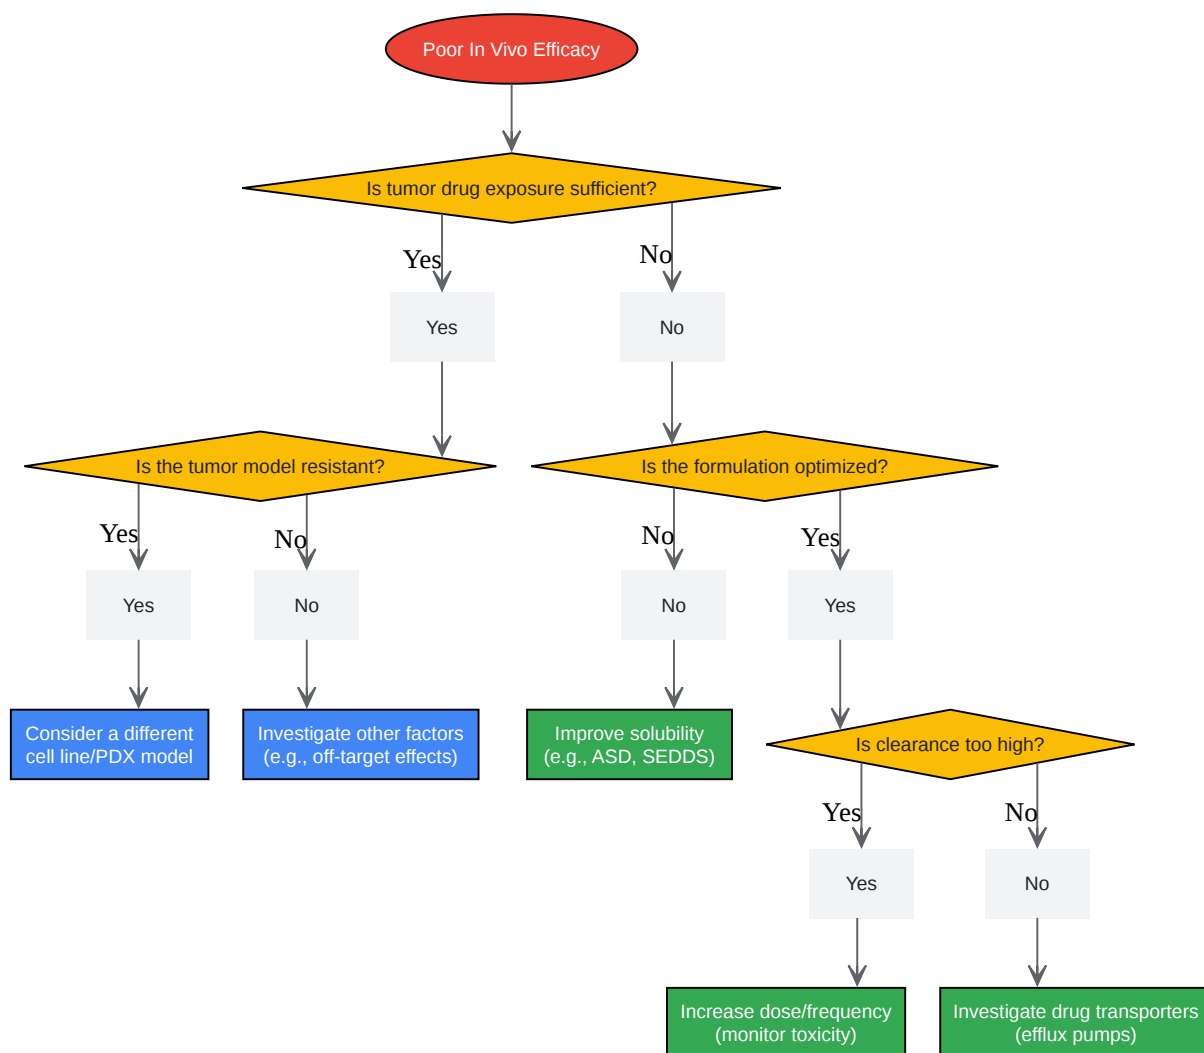 Poor In Vivo Efficacy
Is tumor drug exposure sufficient?
Yes
No
Yes
No
Is the tumor model resistant?
Is the formulation optimized?
Yes
No
No
Yes
Yes
No
No
Yes
Consider a different
cell line/PDX model
Investigate other factors
(e.g., off-target effects)
Improve solubility
(e.g., ASD, SEDDS)
Is clearance too high?
Yes
No
Yes
No
Increase dose/frequency
(monitor toxicity)
Investigate drug transporters
(efflux pumps)